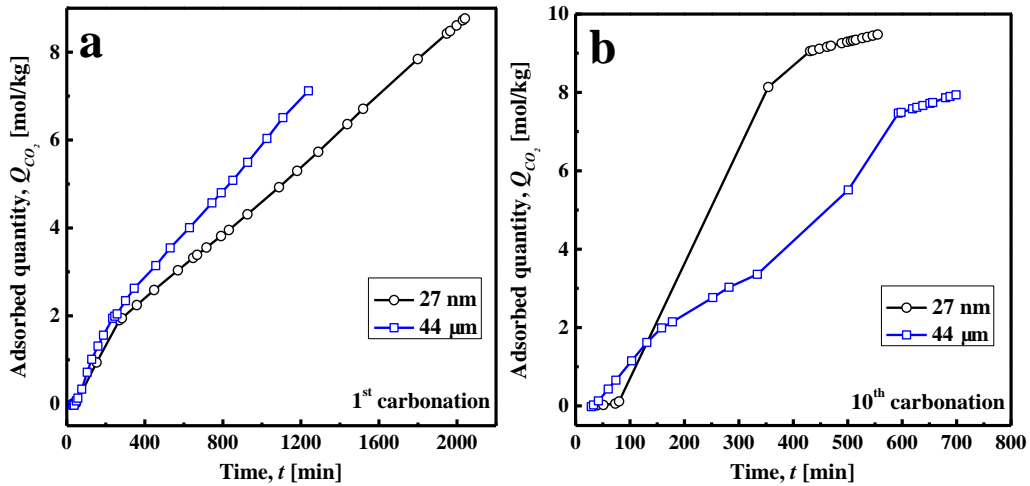 a
Adsorbed quantity, Q_CO₂ [mol/kg]
8
6
4
2
0
27 nm
44 µm
1st carbonation
0 400 800 1200 1600 2000
Time, t [min]
b
Adsorbed quantity, Q_CO₂ [mol/kg]
10
8
6
4
2
0
27 nm
44 µm
10th carbonation
0 100 200 300 400 500 600 700 800
Time, t [min]